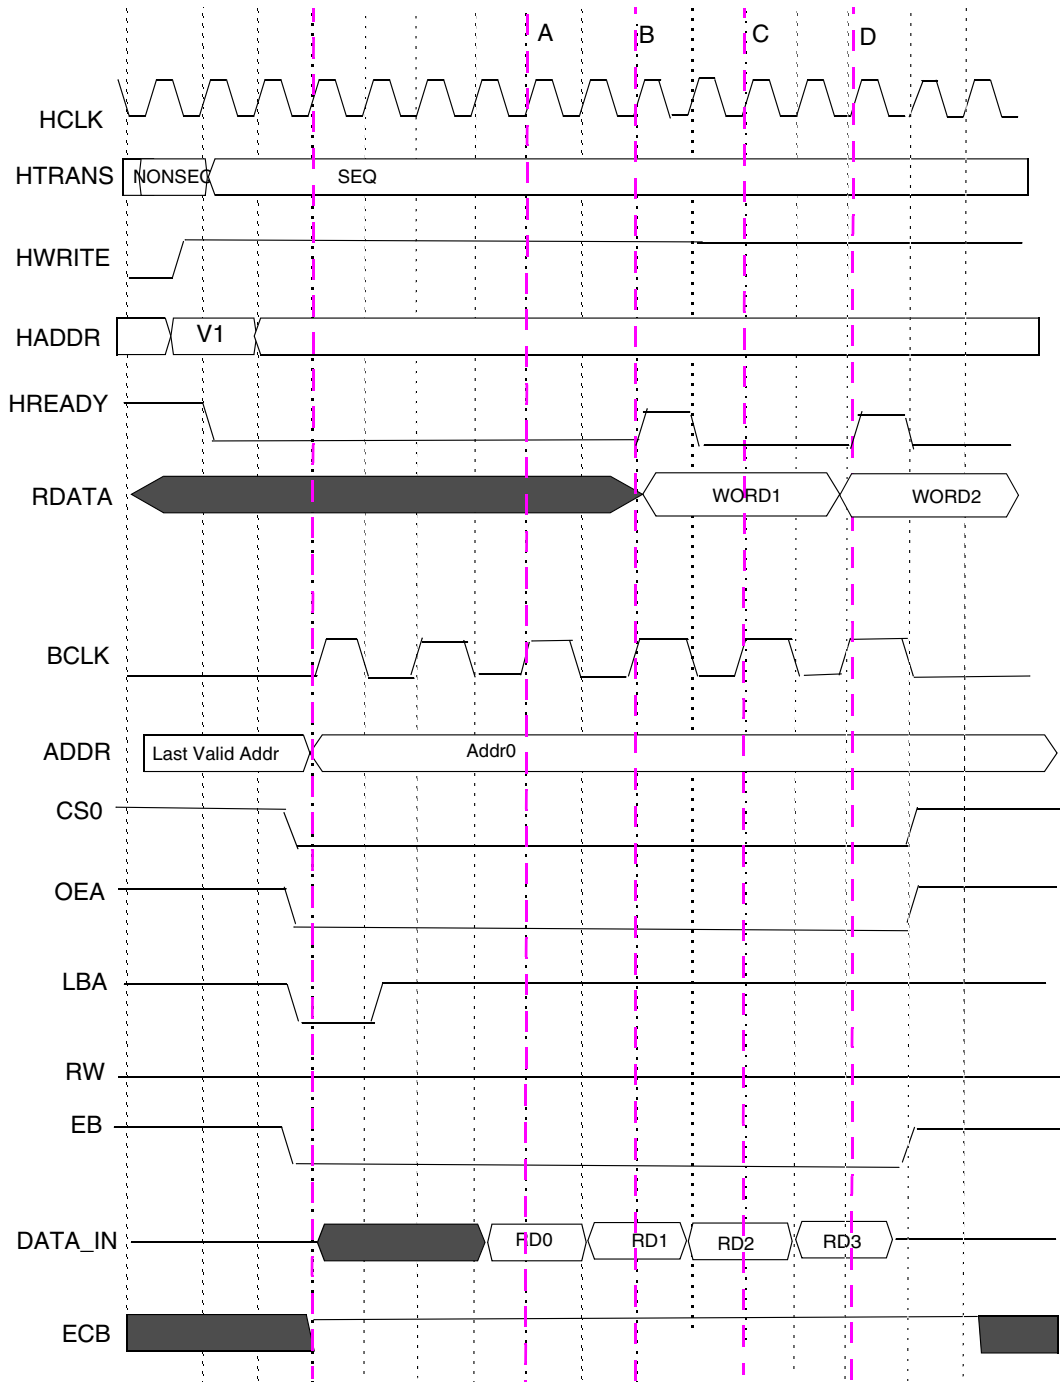 A B C D
HCLK
HTRANS NONSEQ SEQ
HWRITE
HADDR V1
HREADY
RDATA WORD1 WORD2
BCLK
ADDR Last Valid Addr Addr0
CS0
OEA
LBA
RW
EB
DATA_IN RD0 RD1 RD2 RD3
ECB